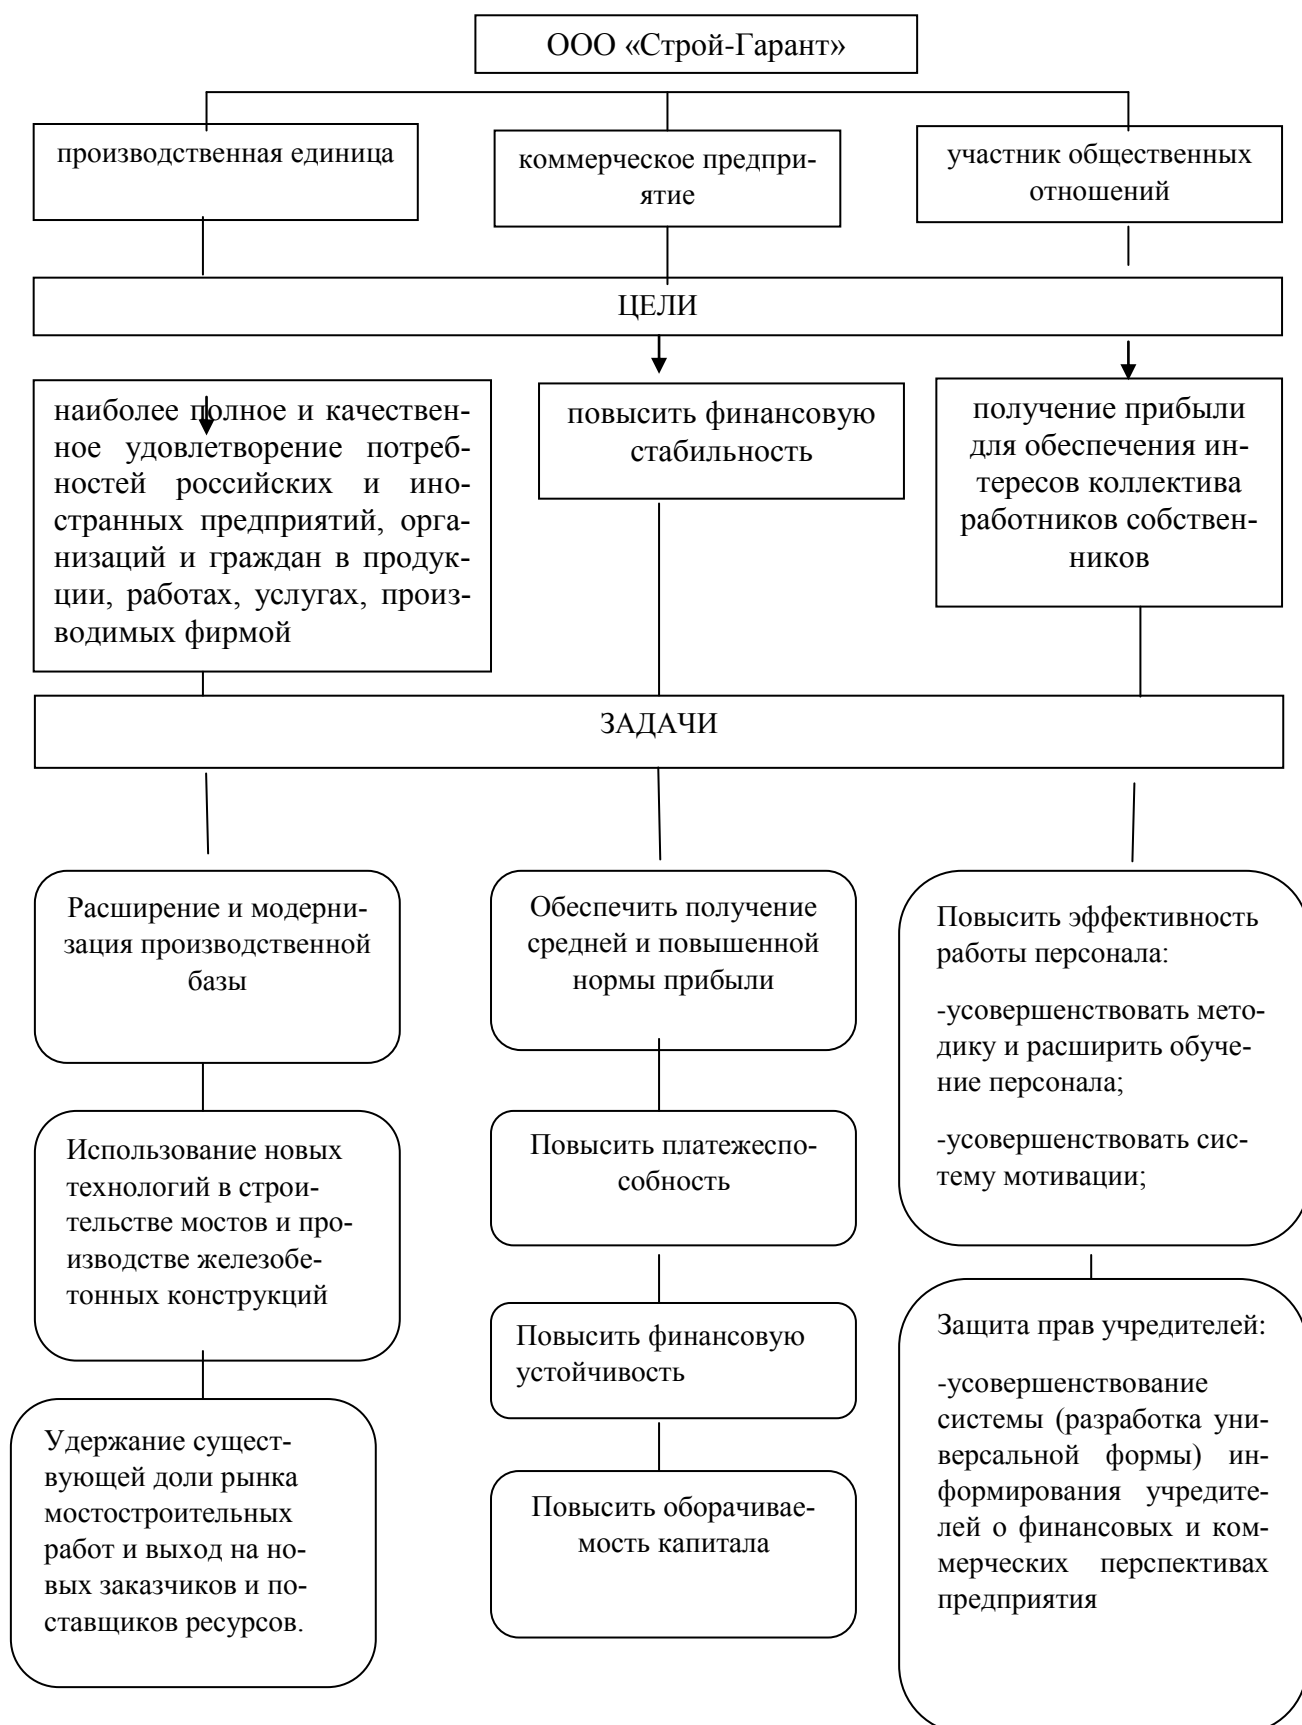 ООО «Строй-Гарант»
производственная единица
коммерческое предпри-
ятие
участник общественных
отношений
ЦЕЛИ
наиболее полное и качествен-
ное удовлетворение потреб-
ностей российских и ино-
странных предприятий, орга-
низаций и граждан в продук-
ции, работах, услугах, произ-
водимых фирмой
повысить финансовую
стабильность
получение прибыли
для обеспечения ин-
тересов коллектива
работников собствен-
ников
ЗАДАЧИ
Расширение и модерни-
зация производственной
базы
Использование новых
технологий в строи-
тельстве мостов и про-
изводстве железобе-
тонных конструкций
Удержание сущест-
вующей доли рынка
мостостроительных
работ и выход на но-
вых заказчиков и по-
ставщиков ресурсов.
Обеспечить получение
средней и повышенной
нормы прибыли
Повысить платежеспо-
собность
Повысить финансовую
устойчивость
Повысить оборачивае-
мость капитала
Повысить эффективность
работы персонала:
-усовершенствовать мето-
дику и расширить обуче-
ние персонала;
-усовершенствовать сис-
тему мотивации;
Защита прав учредителей:
-усовершенствование
системы (разработка уни-
версальной формы) ин-
формирования учредите-
лей о финансовых и ком-
мерческих перспективах
предприятия